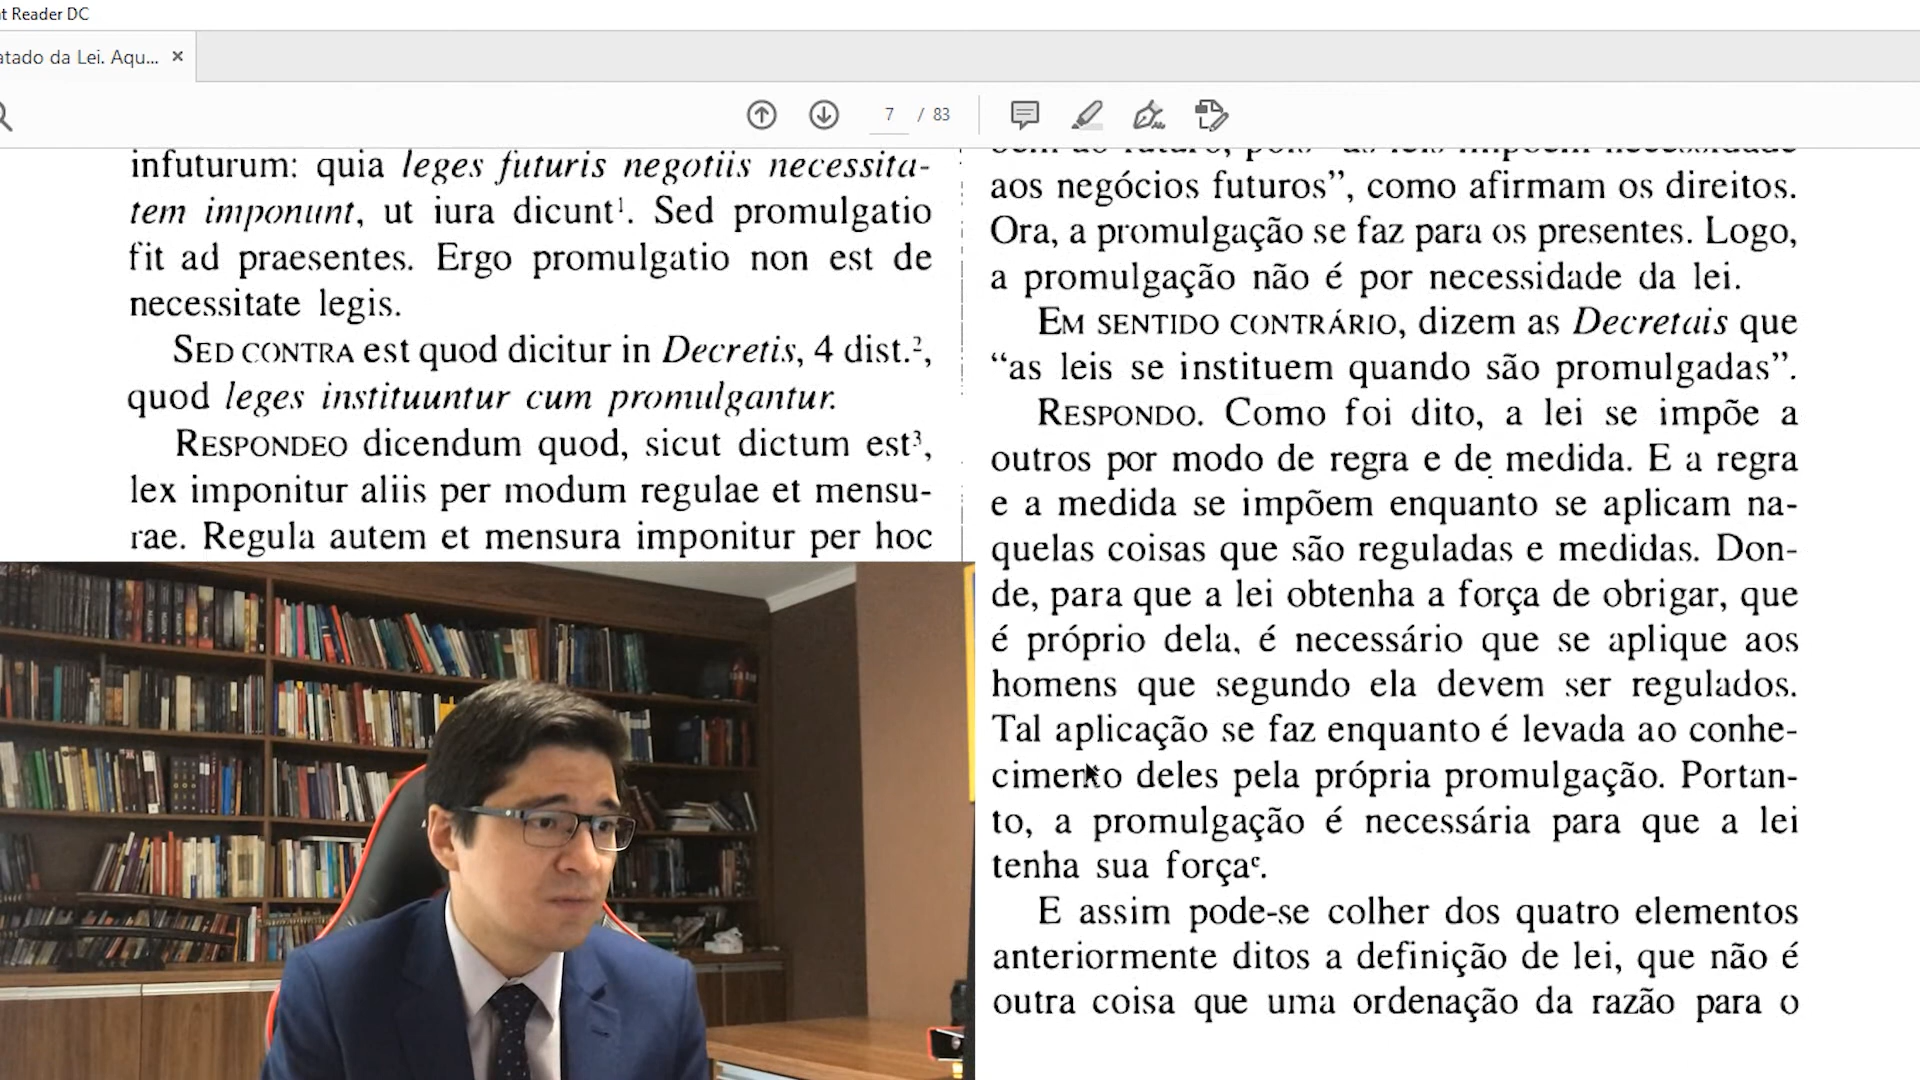 t Reader DC
atado da Lei. Aqu... ×
7 / 83
infuturum: quia leges futuris negotiis necessita-
tem imponunt, ut iura dicunt¹. Sed promulgatio
fit ad praesentes. Ergo promulgatio non est de
necessitate legis.
SED CONTRA est quod dicitur in Decretis, 4 dist.²,
quod leges instituuntur cum promulgantur.
RESPONDEO dicendum quod, sicut dictum est³,
lex imponitur aliis per modum regulae et mensu-
rae. Regula autem et mensura imponitur per hoc
aos negócios futuros”, como afirmam os direitos.
Ora, a promulgação se faz para os presentes. Logo,
a promulgação não é por necessidade da lei.
EM SENTIDO CONTRÁRIO, dizem as Decretais que
“as leis se instituem quando são promulgadas”.
RESPONDO. Como foi dito, a lei se impõe a
outros por modo de regra e de medida. E a regra
e a medida se impõem enquanto se aplicam na-
quelas coisas que são reguladas e medidas. Don-
de, para que a lei obtenha a força de obrigar, que
é próprio dela, é necessário que se aplique aos
homens que segundo ela devem ser regulados.
Tal aplicação se faz enquanto é levada ao conhe-
cimento deles pela própria promulgação. Portan-
to, a promulgação é necessária para que a lei
tenha sua forçaᵉ.
E assim pode-se colher dos quatro elementos
anteriormente ditos a definição de lei, que não é
outra coisa que uma ordenação da razão para o